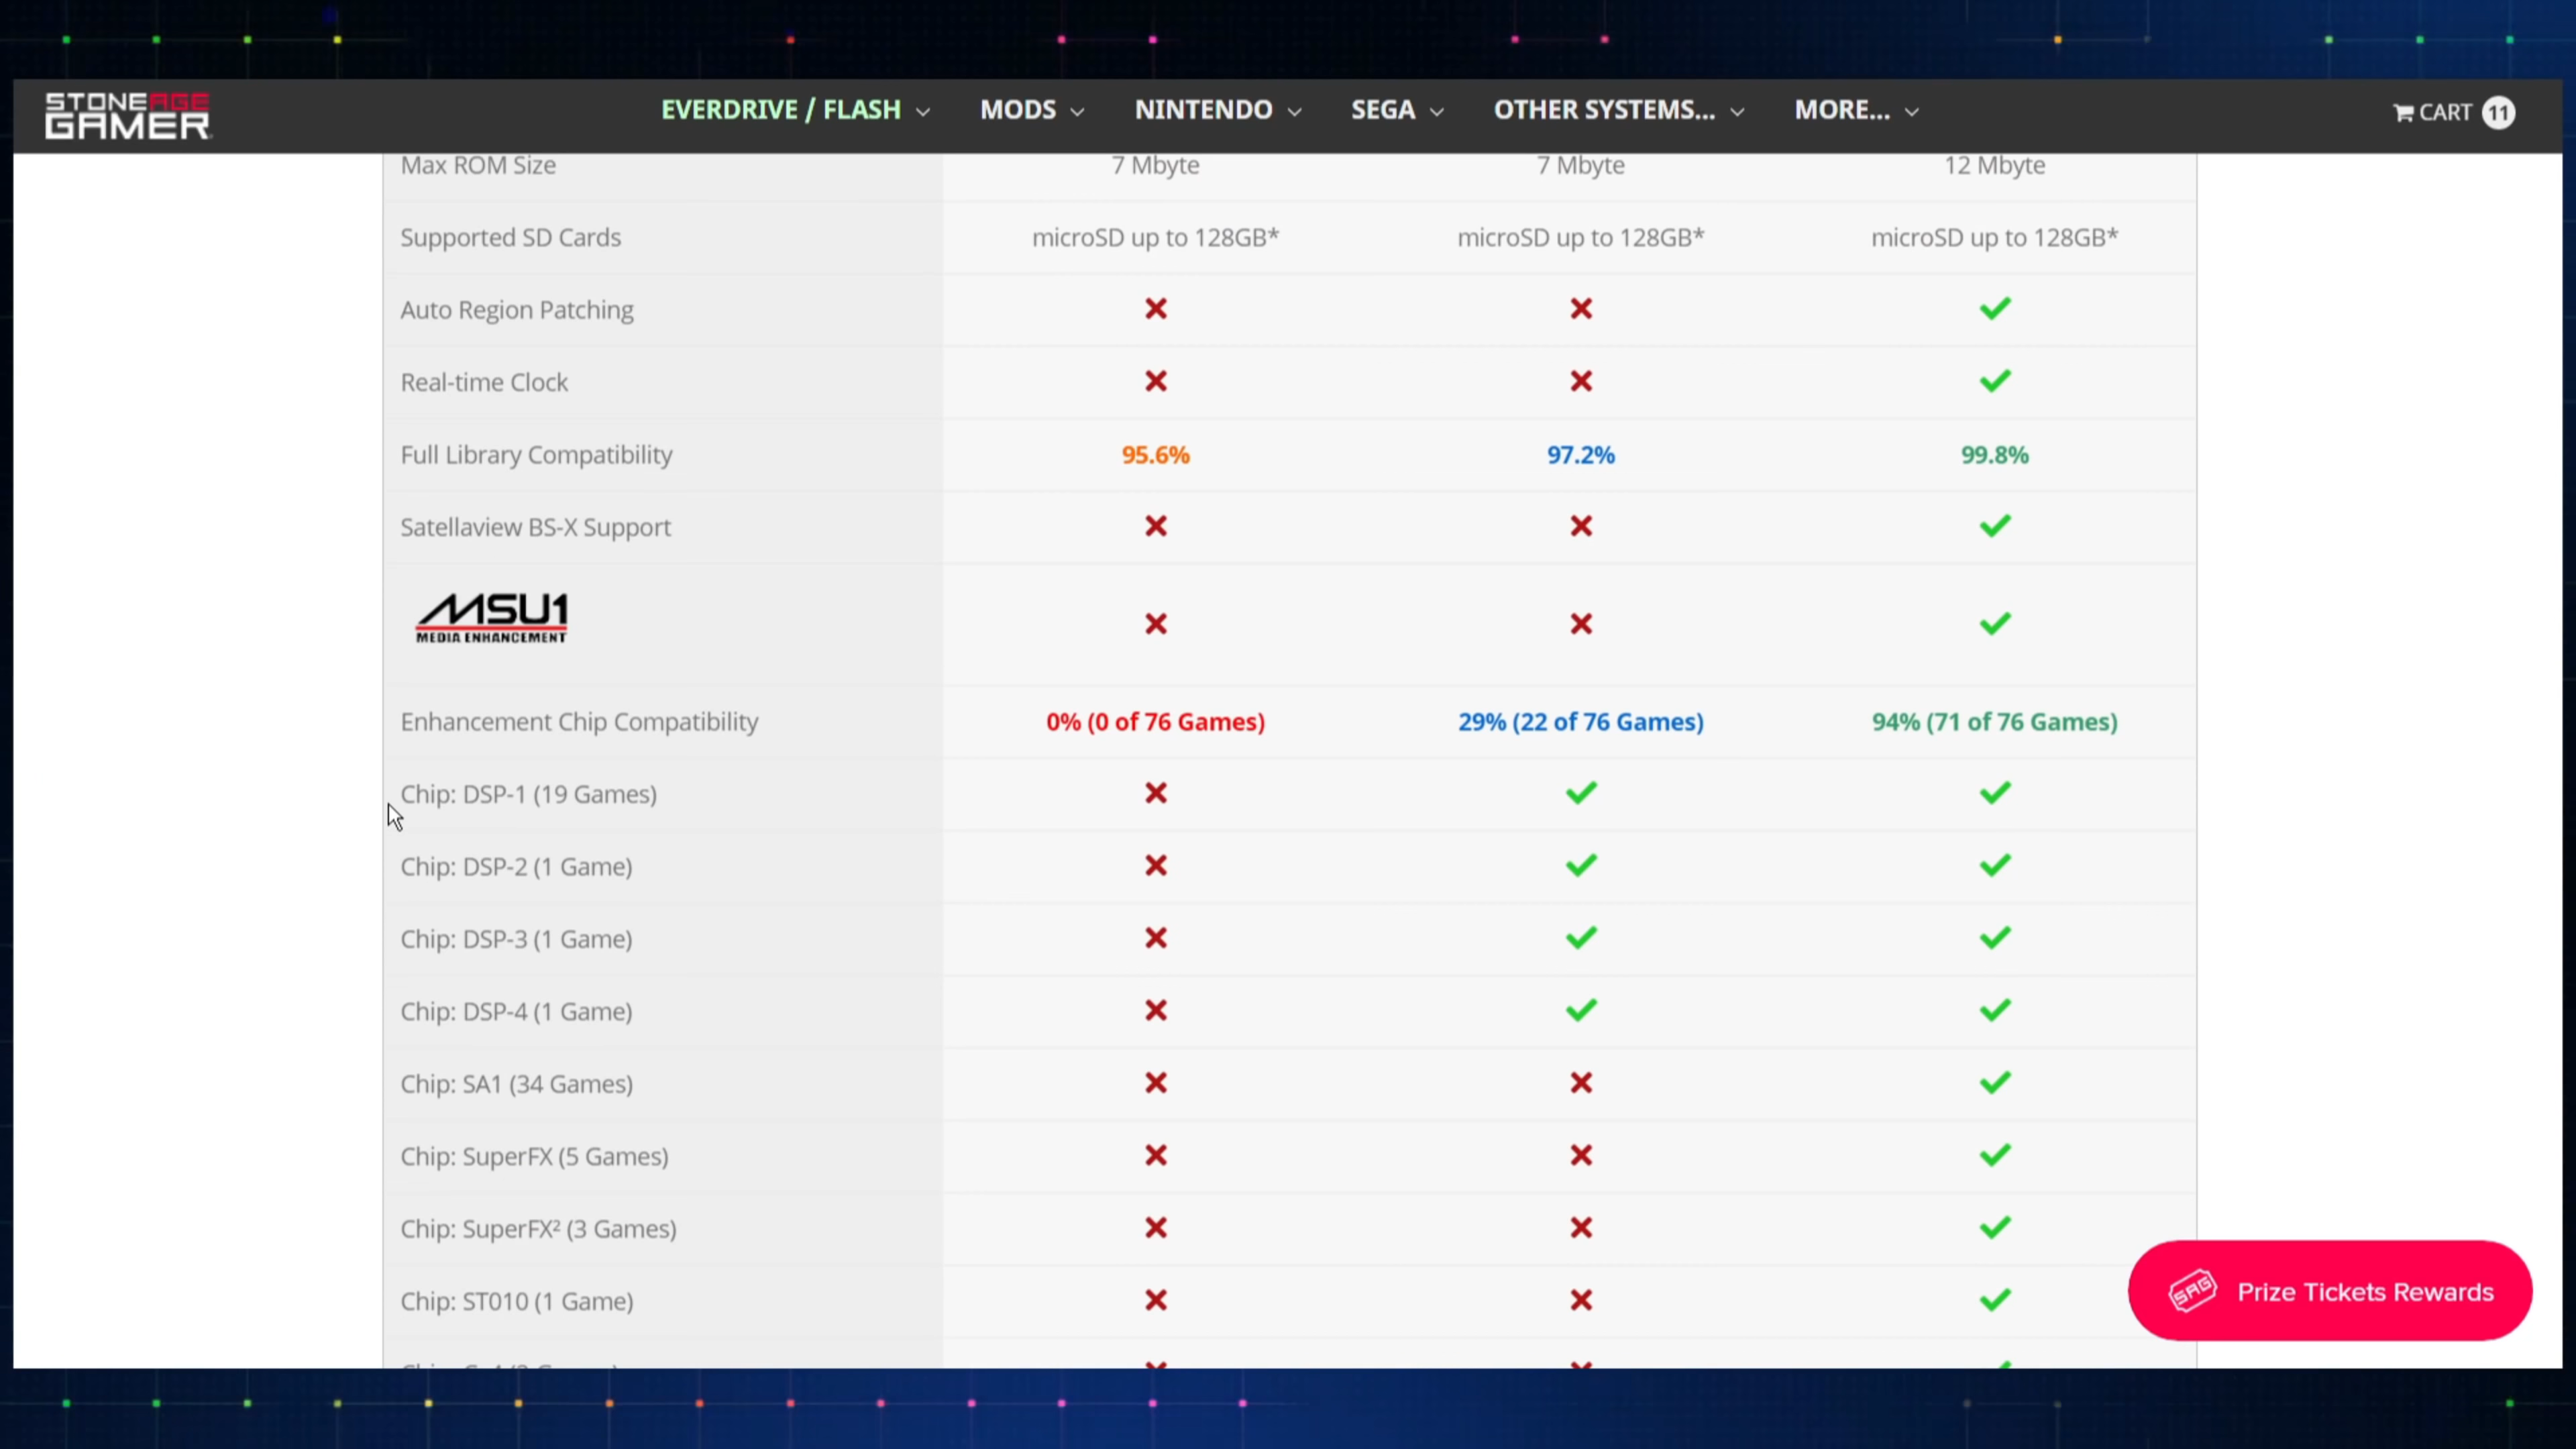 STONEAGE
GAMER
EVERDRIVE / FLASH
MODS
NINTENDO
SEGA
OTHER SYSTEMS...
MORE...
CART 11
Max ROM Size 7 Mbyte 7 Mbyte 12 Mbyte
Supported SD Cards microSD up to 128GB* microSD up to 128GB* microSD up to 128GB*
Auto Region Patching
Real-time Clock
Full Library Compatibility 95.6% 97.2% 99.8%
Satellaview BS-X Support
MSU1
MEDIA ENHANCEMENT
Enhancement Chip Compatibility 0% (0 of 76 Games) 29% (22 of 76 Games) 94% (71 of 76 Games)
Chip: DSP-1 (19 Games)
Chip: DSP-2 (1 Game)
Chip: DSP-3 (1 Game)
Chip: DSP-4 (1 Game)
Chip: SA1 (34 Games)
Chip: SuperFX (5 Games)
Chip: SuperFX² (3 Games)
Chip: ST010 (1 Game)
SAG
Prize Tickets Rewards